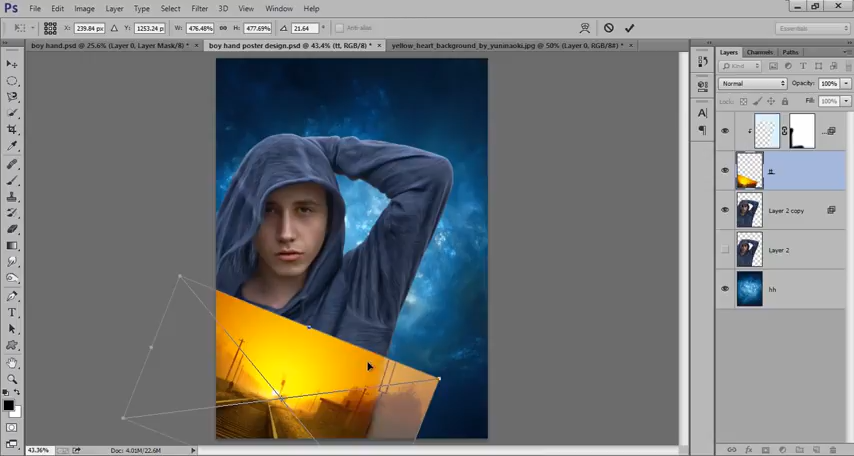 Ps File Edit Image Layer Type Select Filter 3D View Window Help
X: 239.84 px Y: 1253.24 p W: 476.48% H: 477.69% 21.64 ° Anti-alias Essentials
boy hand.psd @ 25.6% (Layer 0, Layer Mask/8) * × boy hand poster design.psd @ 43.4% (tt, RGB/8) * × yellow_heart_background_by_yuninaoki.jpg @ 50% (Layer 0, RGB/8#) * ×
Layers Channels Paths
Kind
Normal Opacity: 100%
Lock: Fill: 100%
tt
Layer 2 copy
Layer 2
hh
43.36% Doc: 4.01M/22.6M